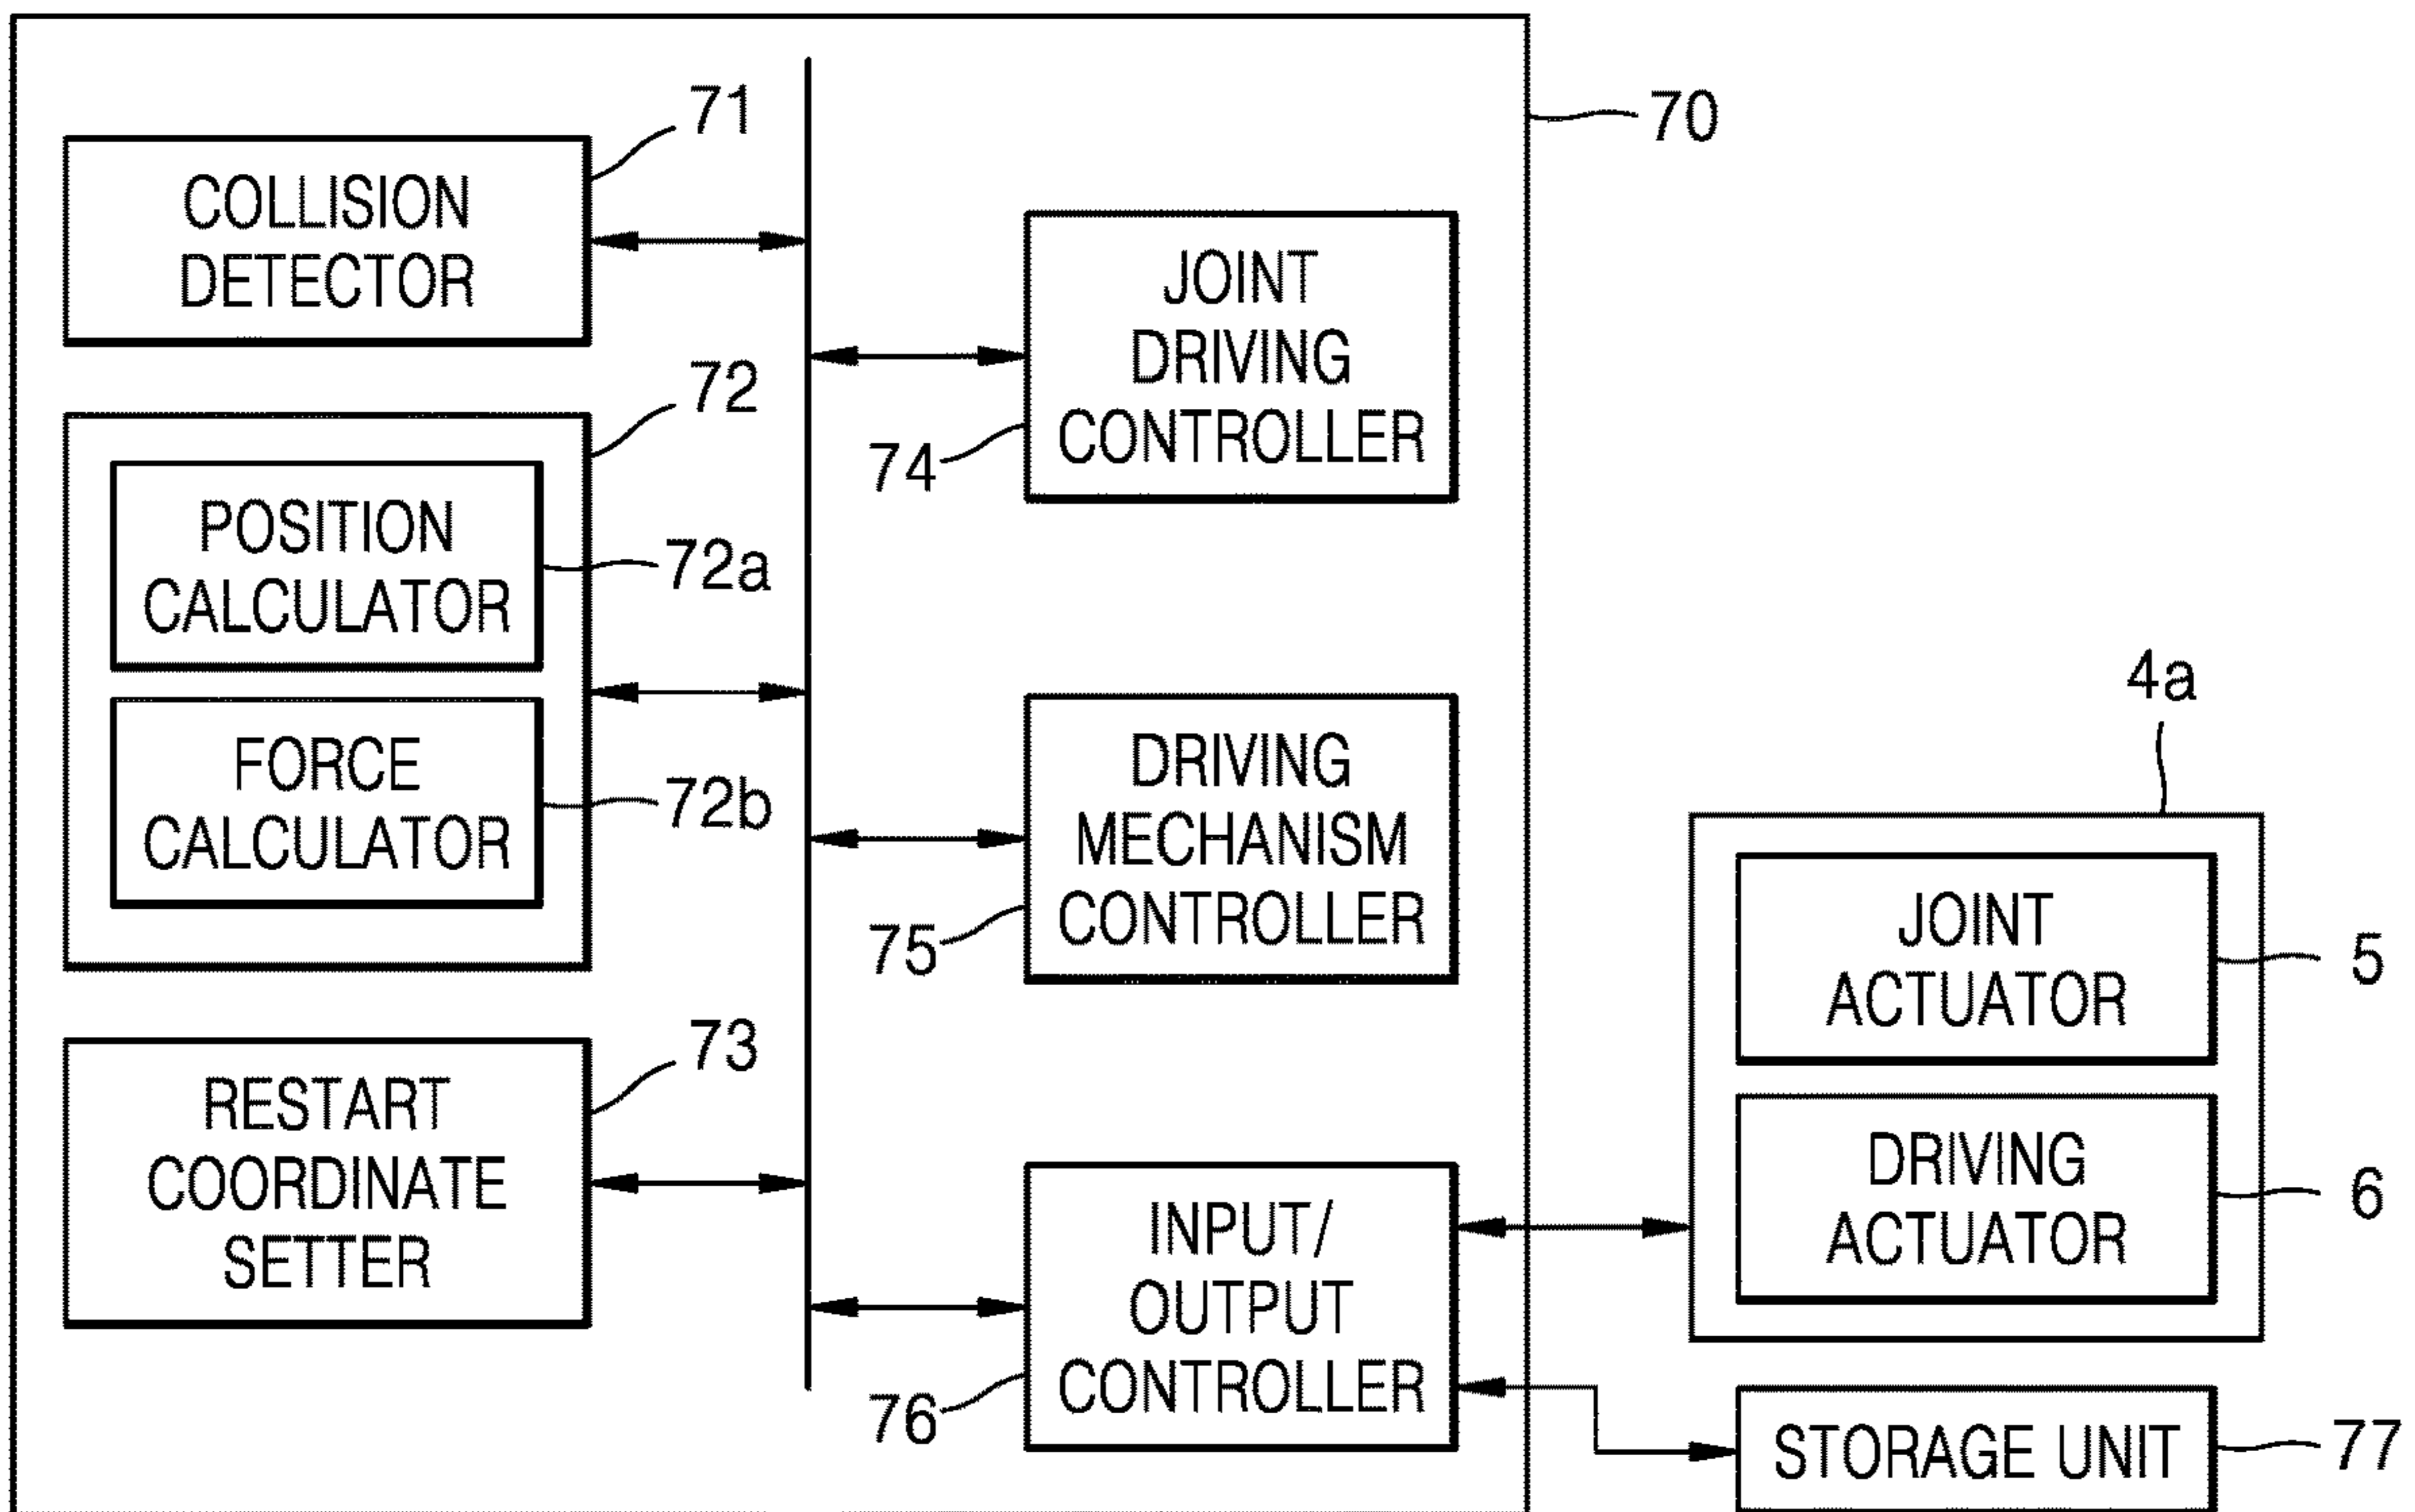 71
COLLISION
DETECTOR
72
POSITION
CALCULATOR
72a
FORCE
CALCULATOR
72b
73
RESTART
COORDINATE
SETTER
70
JOINT
DRIVING
CONTROLLER
74
DRIVING
MECHANISM
CONTROLLER
75
INPUT/
OUTPUT
CONTROLLER
76
4a
JOINT
ACTUATOR
5
DRIVING
ACTUATOR
6
STORAGE UNIT
77